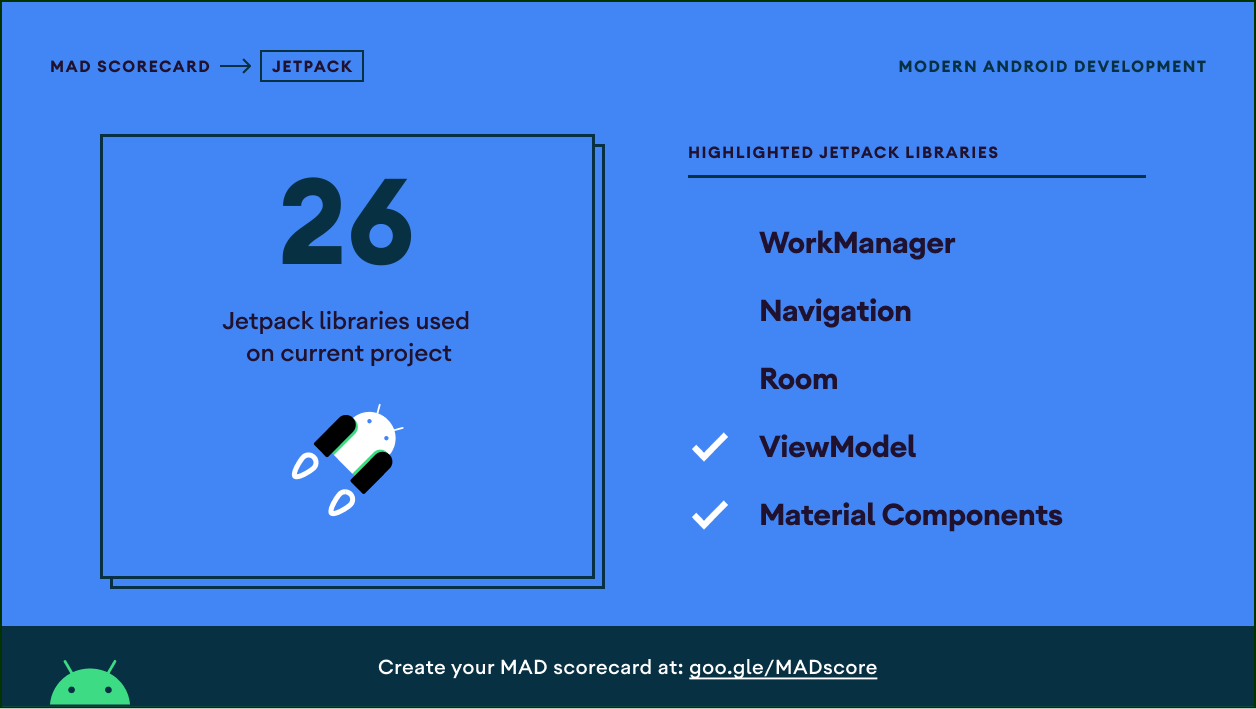 MAD SCORECARD → JETPACK
MODERN ANDROID DEVELOPMENT
26
Jetpack libraries used
on current project
HIGHLIGHTED JETPACK LIBRARIES
WorkManager
Navigation
Room
ViewModel
Material Components
Create your MAD scorecard at: goo.gle/MADscore